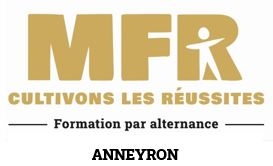 MFR
CULTIVONS LES RÉUSSITES
Formation par alternance
ANNEYRON